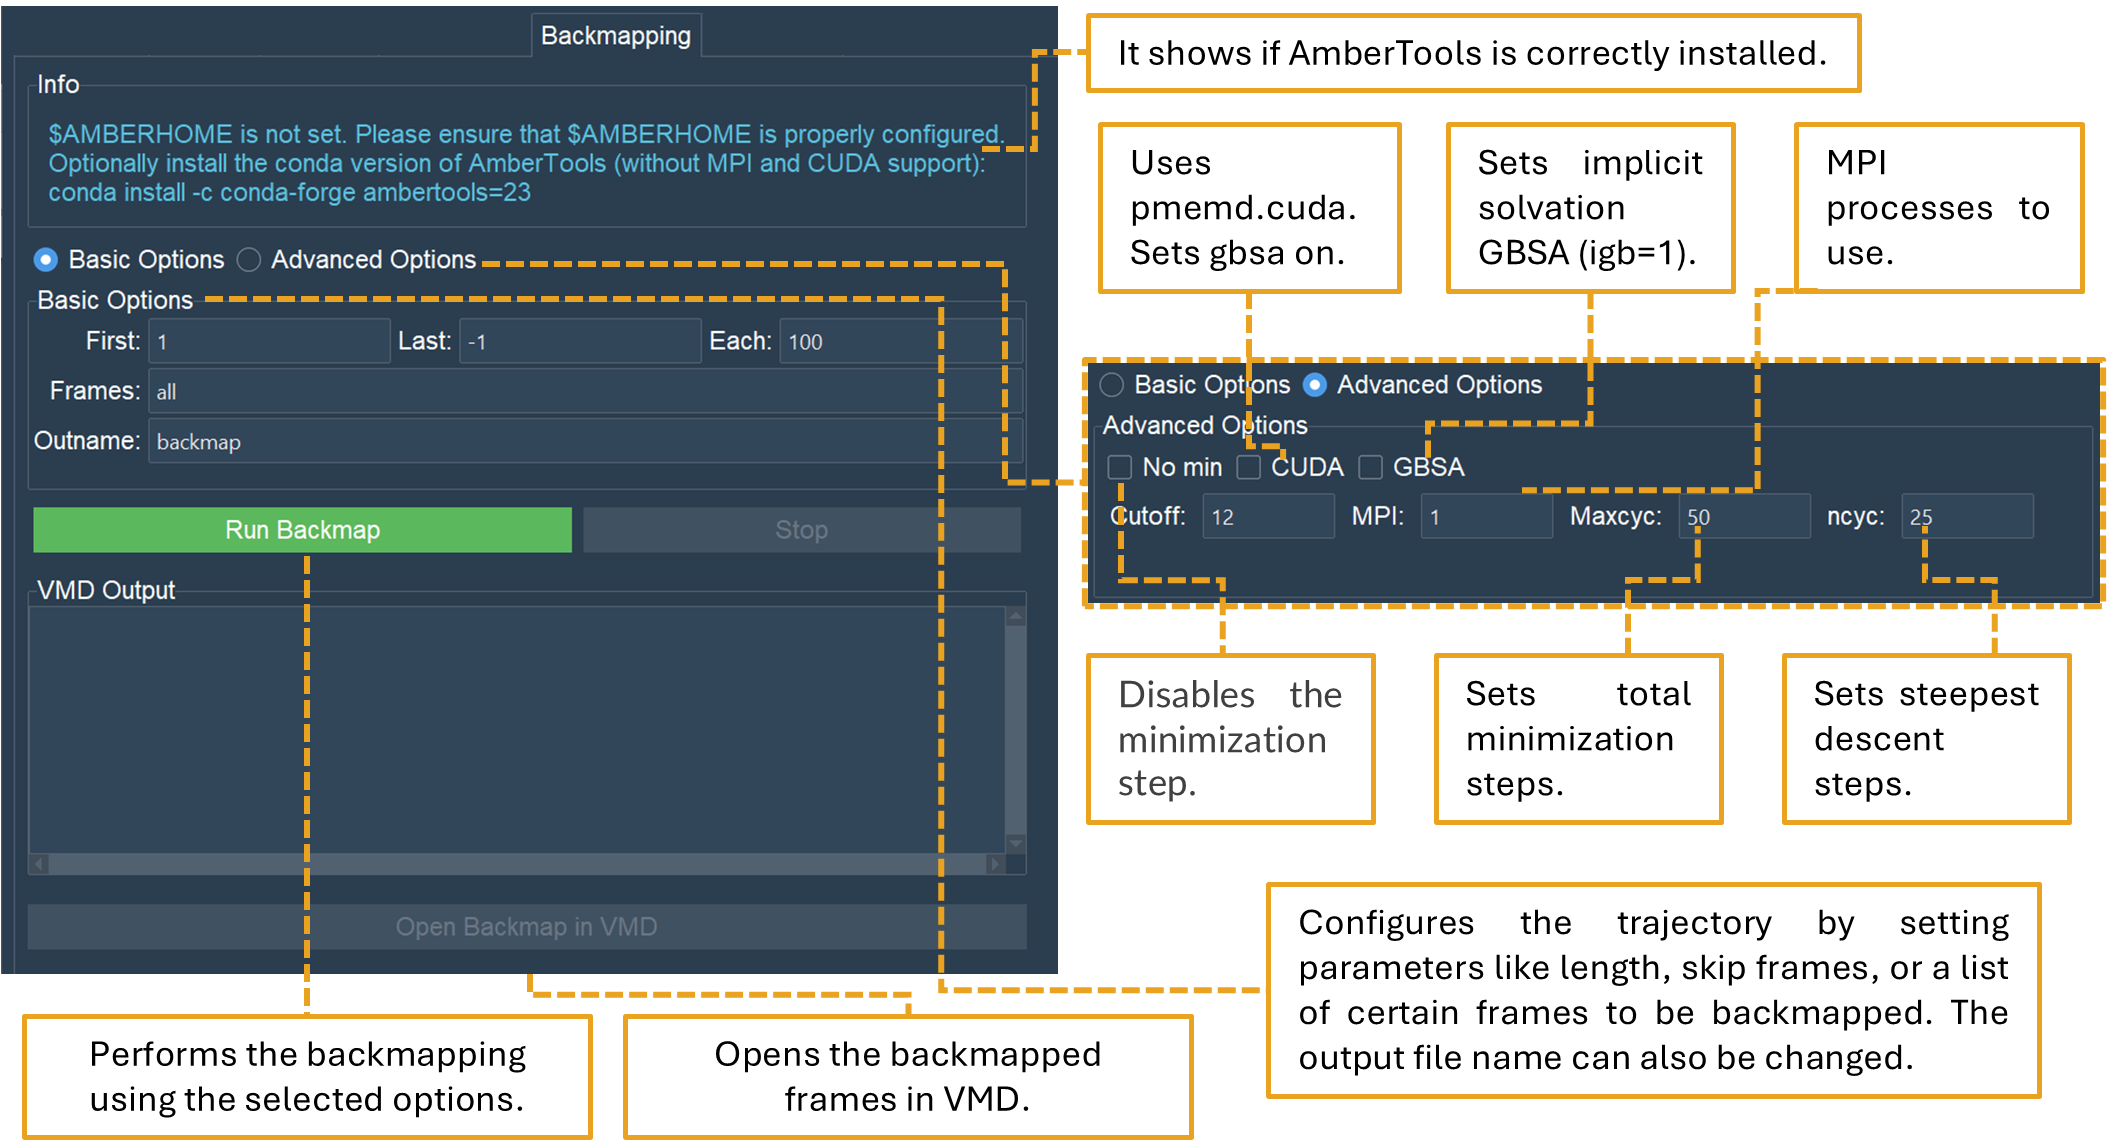 Backmapping
Info
$AMBERHOME is not set. Please ensure that $AMBERHOME is properly configured.
Optionally install the conda version of AmberTools (without MPI and CUDA support):
conda install -c conda-forge ambertools=23
Basic Options Advanced Options
Basic Options
First: 1 Last: -1 Each: 100
Frames: all
Outname: backmap
Run Backmap Stop
VMD Output
Open Backmap in VMD
It shows if AmberTools is correctly installed.
Uses
pmemd.cuda.
Sets gbsa on.
Sets implicit
solvation
GBSA (igb=1).
MPI
processes to
use.
Basic Options Advanced Options
Advanced Options
No min CUDA GBSA
Cutoff: 12 MPI: 1 Maxcyc: 50 ncyc: 25
Disables the
minimization
step.
Sets total
minimization
steps.
Sets steepest
descent
steps.
Configures the trajectory by setting
parameters like length, skip frames, or a list
of certain frames to be backmapped. The
output file name can also be changed.
Performs the backmapping
using the selected options.
Opens the backmapped
frames in VMD.